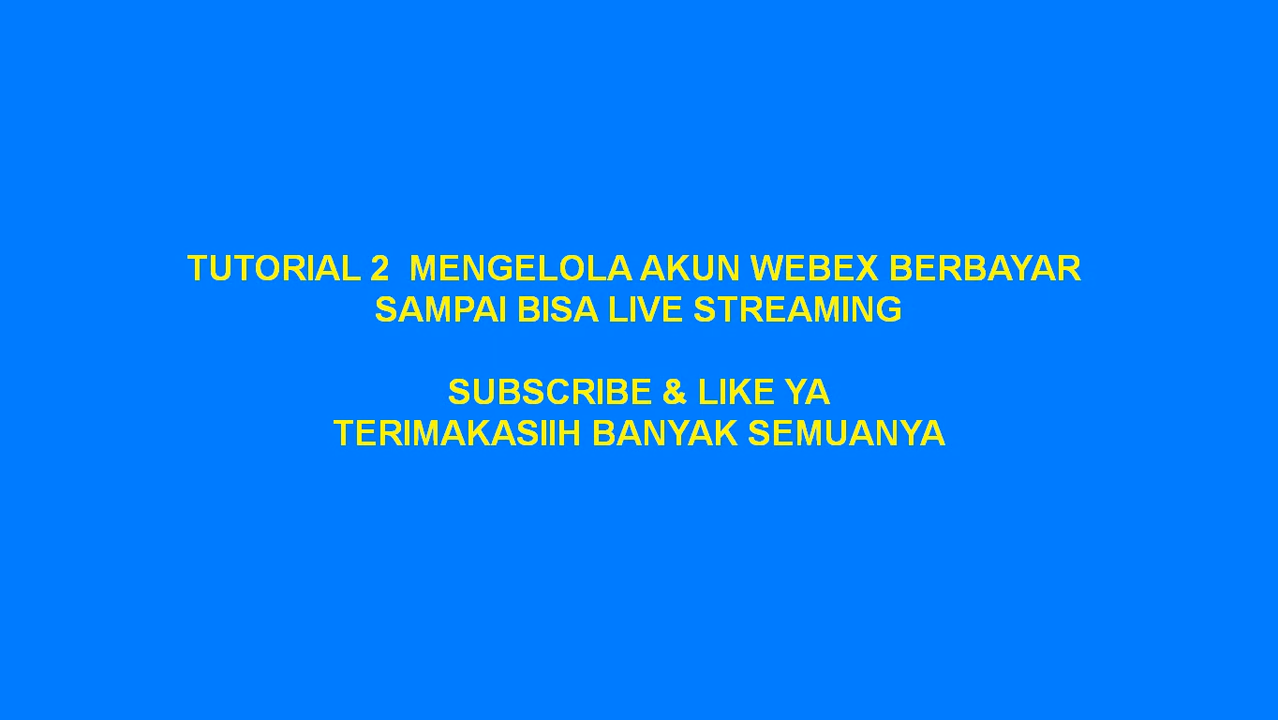 TUTORIAL 2  MENGELOLA AKUN WEBEX BERBAYAR
SAMPAI BISA LIVE STREAMING
SUBSCRIBE & LIKE YA
TERIMAKASIIH BANYAK SEMUANYA